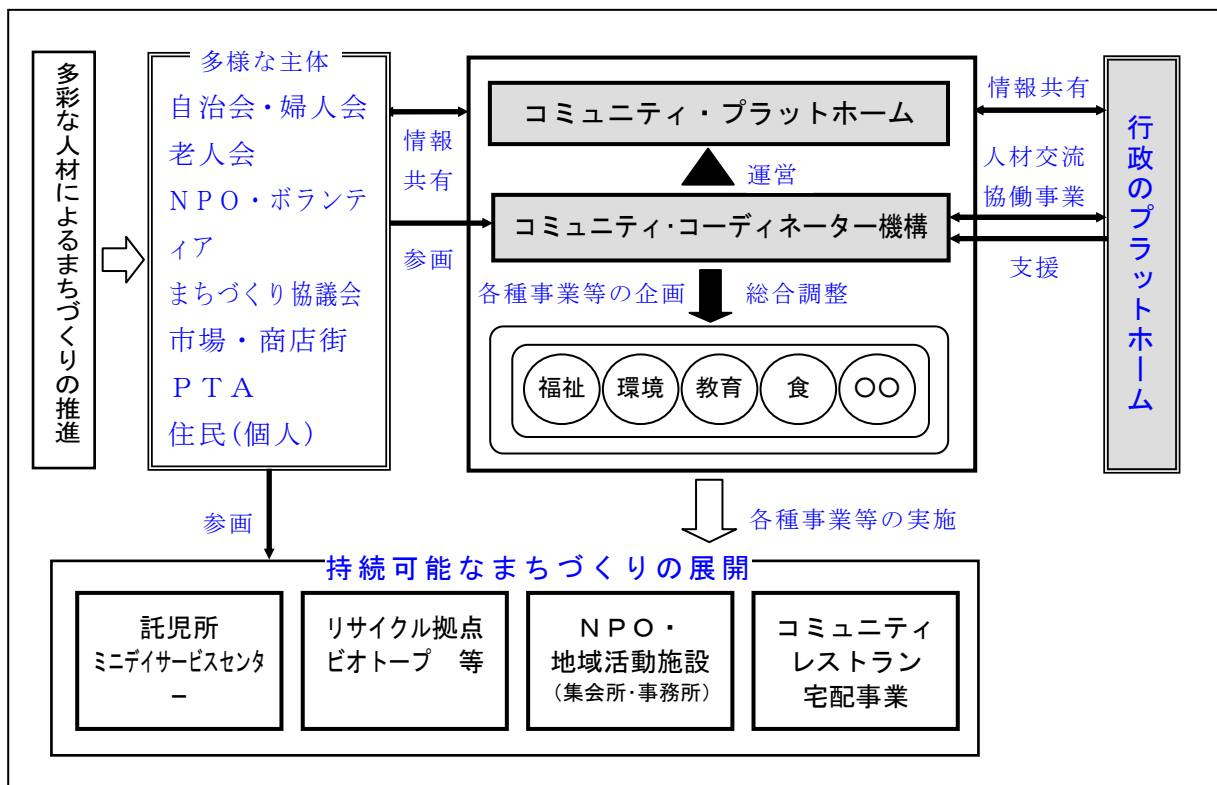 多彩な人材によるまちづくりの推進
多様な主体
自治会・婦人会
老人会
ＮＰＯ・ボランテ
ィア
まちづくり協議会
市場・商店街
ＰＴＡ
住民(個人)
情報
共有
参画
コミュニティ・プラットホーム
運営
コミュニティ・コーディネーター機構
各種事業等の企画
総合調整
福祉
環境
教育
食
○○
情報共有
人材交流
協働事業
支援
行政のプラットホーム
参画
各種事業等の実施
持続可能なまちづくりの展開
託児所
ミニデイサービスセンタ
ー
リサイクル拠点
ビオトープ　等
ＮＰＯ・
地域活動施設
（集会所・事務所）
コミュニティ
レストラン
宅配事業